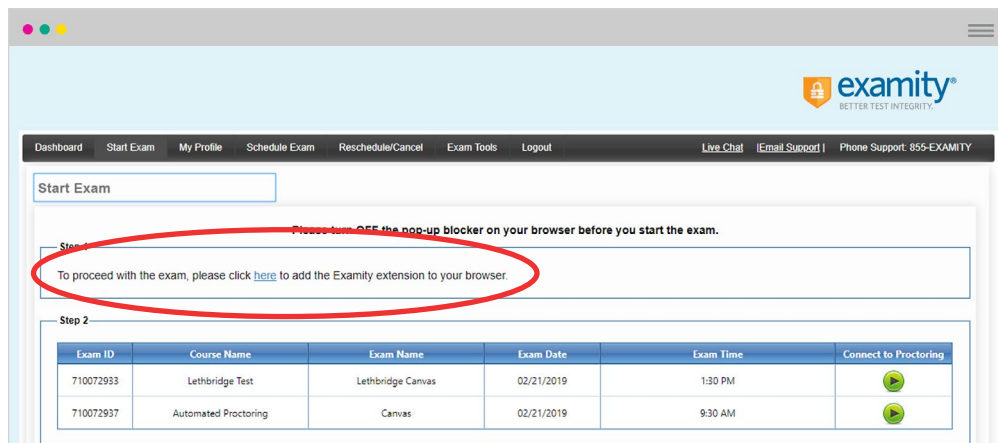 examity®
BETTER TEST INTEGRITY.
Dashboard Start Exam My Profile Schedule Exam Reschedule/Cancel Exam Tools Logout Live Chat |Email Support| Phone Support: 855-EXAMITY
Start Exam
Please turn OFF the pop-up blocker on your browser before you start the exam.
Step 1
To proceed with the exam, please click here to add the Examity extension to your browser.
Step 2
Exam ID Course Name Exam Name Exam Date Exam Time Connect to Proctoring
710072933 Lethbridge Test Lethbridge Canvas 02/21/2019 1:30 PM
710072937 Automated Proctoring Canvas 02/21/2019 9:30 AM